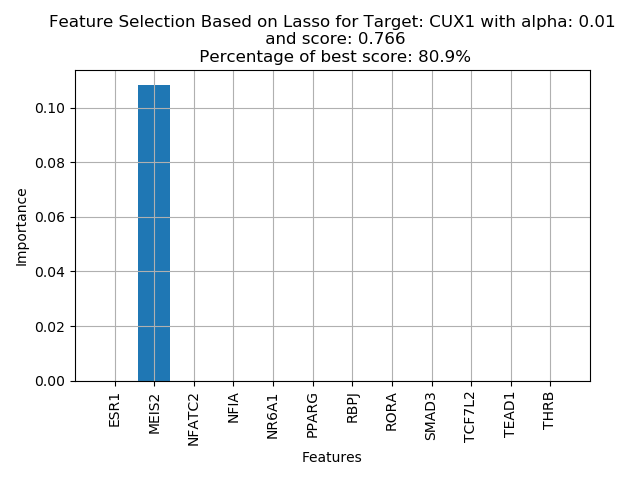 Feature Selection Based on Lasso for Target: CUX1 with alpha: 0.01
and score: 0.766
Percentage of best score: 80.9%
0.10
0.08
0.06
0.04
0.02
0.00
Importance
ESR1
MEIS2
NFATC2
NFIA
NR6A1
PPARG
RBPJ
RORA
SMAD3
TCF7L2
TEAD1
THRB
Features